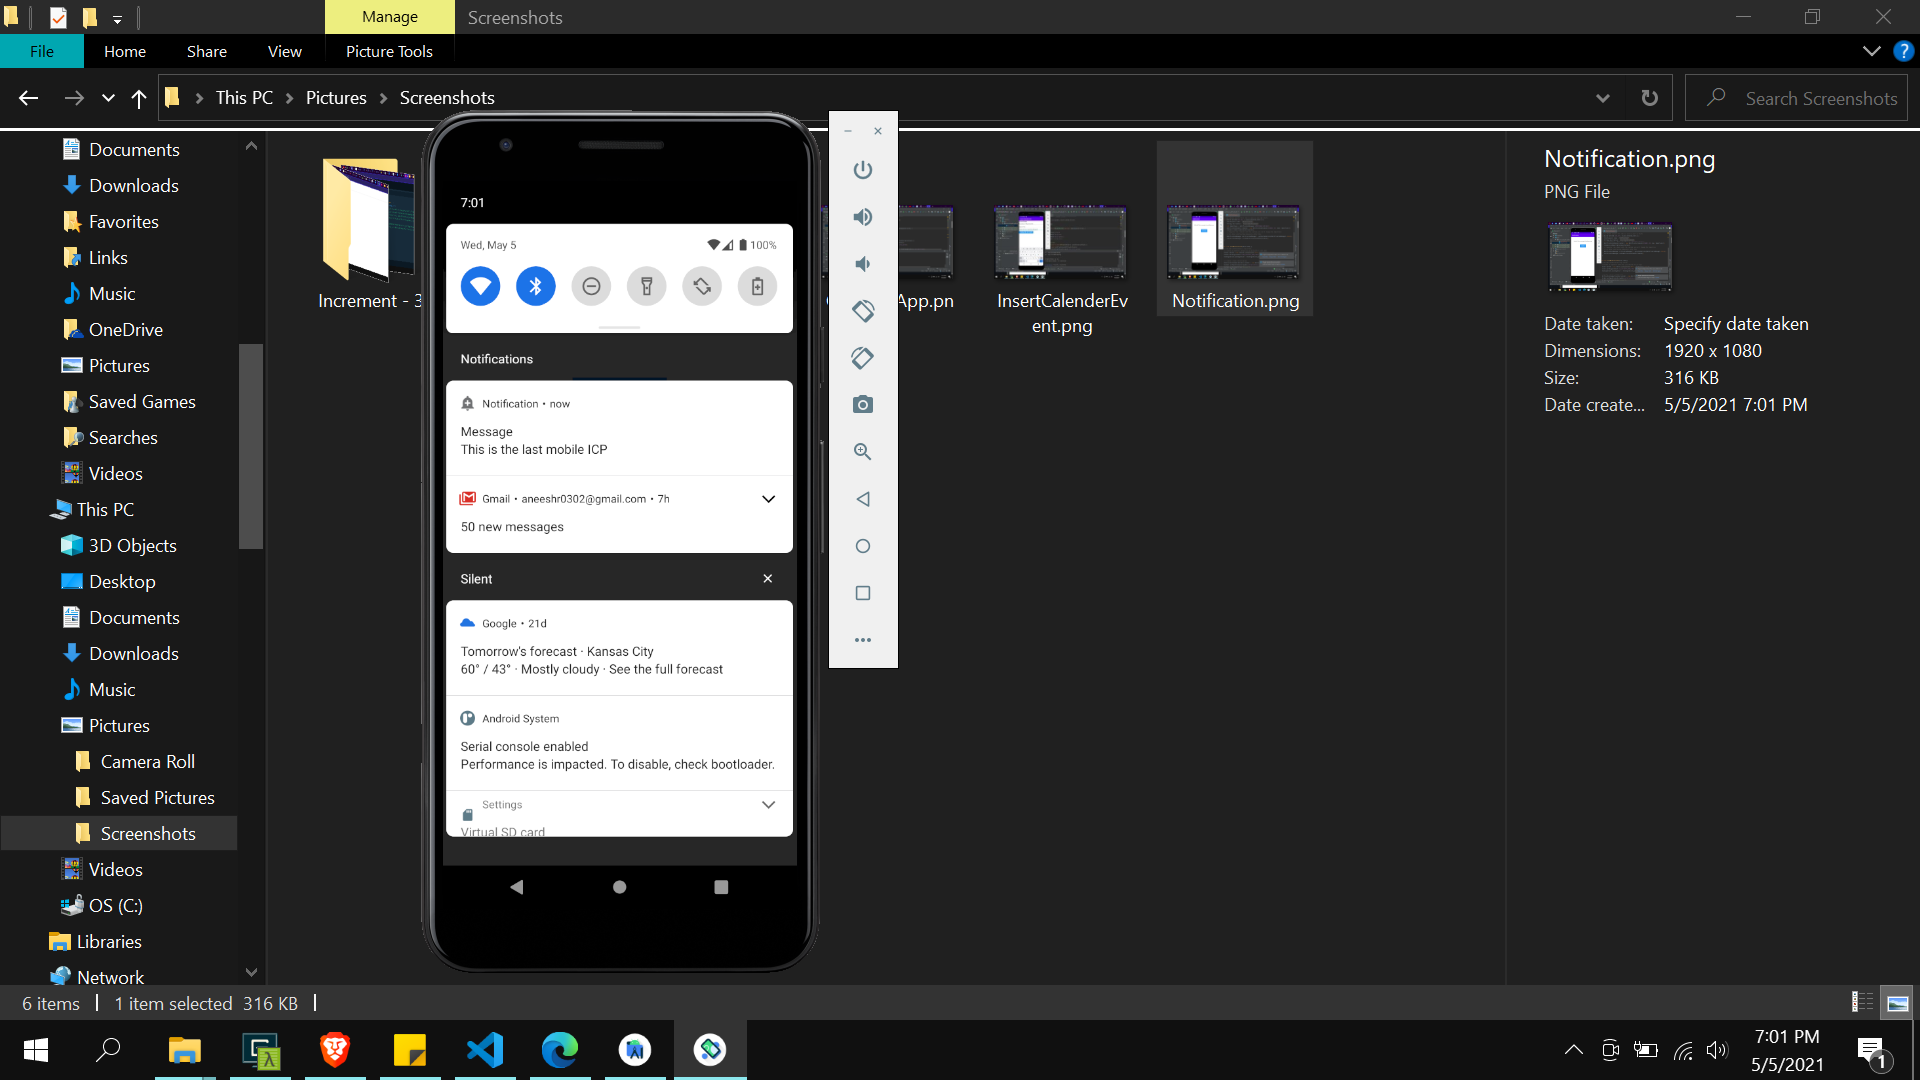 Manage
Screenshots
File
Home
Share
View
Picture Tools
This PC
Pictures
Screenshots
Search Screenshots
Documents
Downloads
Favorites
Links
Music
OneDrive
Pictures
Saved Games
Searches
Videos
This PC
3D Objects
Desktop
Documents
Downloads
Music
Pictures
Camera Roll
Saved Pictures
Screenshots
Videos
OS (C:)
Libraries
Network
Increment - 3
App.pn
InsertCalenderEv
ent.png
Notification.png
7:01
Wed, May 5
100%
Notifications
Notification • now
Message
This is the last mobile ICP
Gmail • aneeshr0302@gmail.com • 7h
50 new messages
Silent
Google • 21d
Tomorrow's forecast · Kansas City
60° / 43° · Mostly cloudy · See the full forecast
Android System
Serial console enabled
Performance is impacted. To disable, check bootloader.
Settings
Virtual SD card
Notification.png
PNG File
Date taken: Specify date taken
Dimensions: 1920 x 1080
Size: 316 KB
Date create... 5/5/2021 7:01 PM
6 items
1 item selected 316 KB
7:01 PM
5/5/2021
1